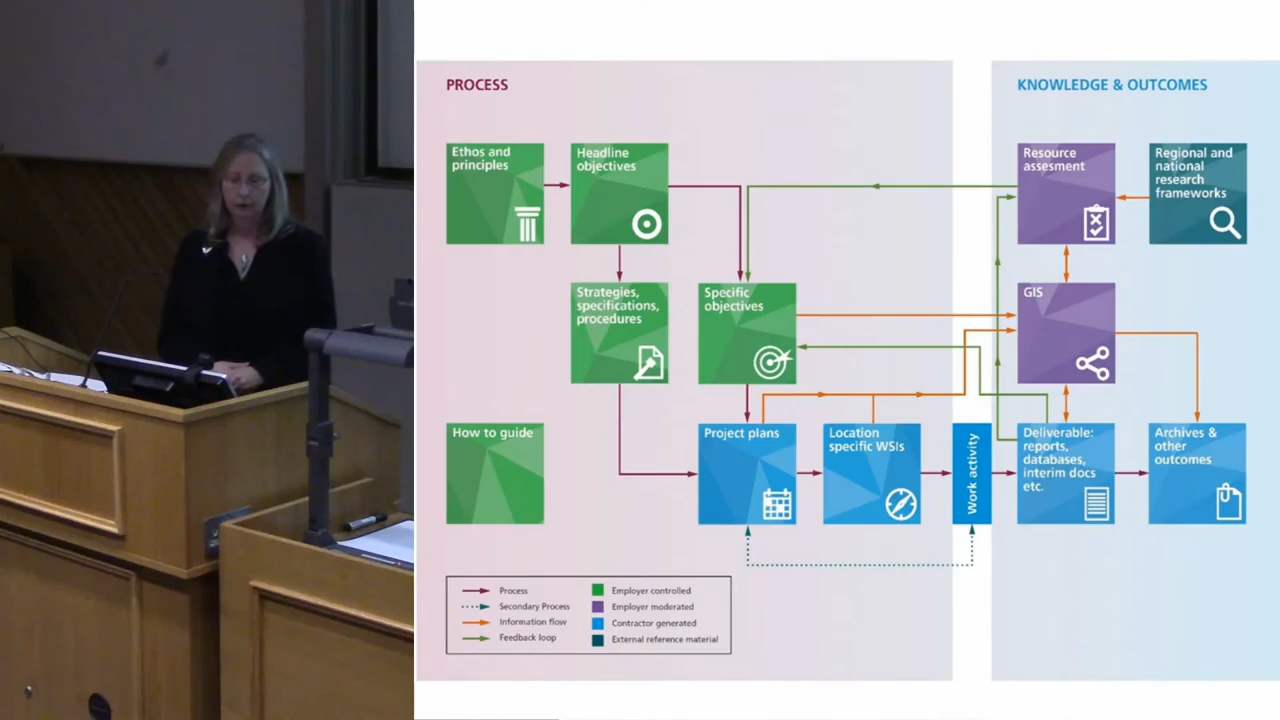 PROCESS
KNOWLEDGE & OUTCOMES
Ethos and
principles
Headline
objectives
Resource
assesment
Regional and
national
research
frameworks
Strategies,
specifications,
procedures
Specific
objectives
GIS
How to guide
Project plans
Location
specific WSIs
Work activity
Deliverable:
reports,
databases,
interim docs
etc.
Archives &
other
outcomes
Process
Secondary Process
Information flow
Feedback loop
Employer controlled
Employer moderated
Contractor generated
External reference material